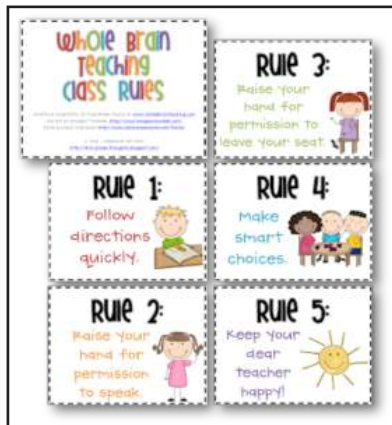 Whole Brain
Teaching
Class Rules
Rule 1:
Follow
directions
quickly.
Rule 2:
Raise your
hand for
permission
to speak.
Rule 3:
Raise your
hand for
permission to
leave your seat.
Rule 4:
Make
smart
choices.
Rule 5:
Keep your
dear
teacher
happy!